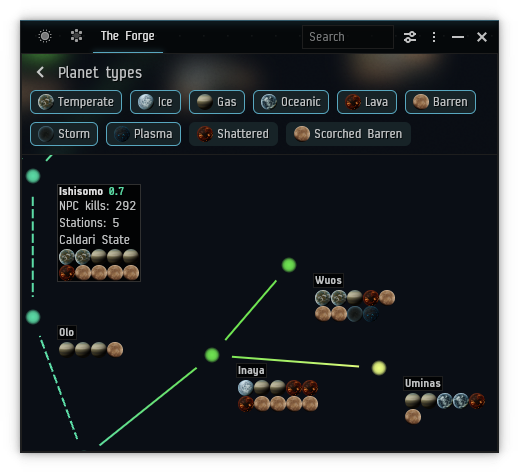 The Forge
Search
Planet types
Temperate Ice Gas Oceanic Lava Barren
Storm Plasma Shattered Scorched Barren
Ishisomo 0.7
NPC kills: 292
Stations: 5
Caldari State
Wuos
Olo
Inaya
Uminas